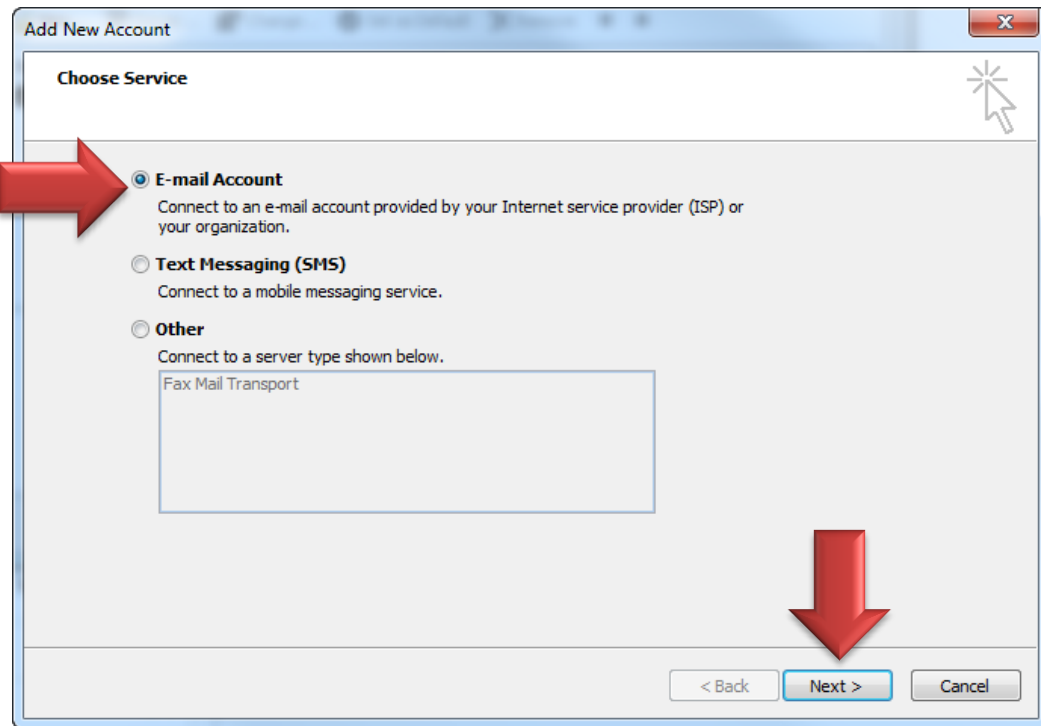 Add New Account
Choose Service
E-mail Account
Connect to an e-mail account provided by your Internet service provider (ISP) or
your organization.
Text Messaging (SMS)
Connect to a mobile messaging service.
Other
Connect to a server type shown below.
Fax Mail Transport
< Back
Next >
Cancel